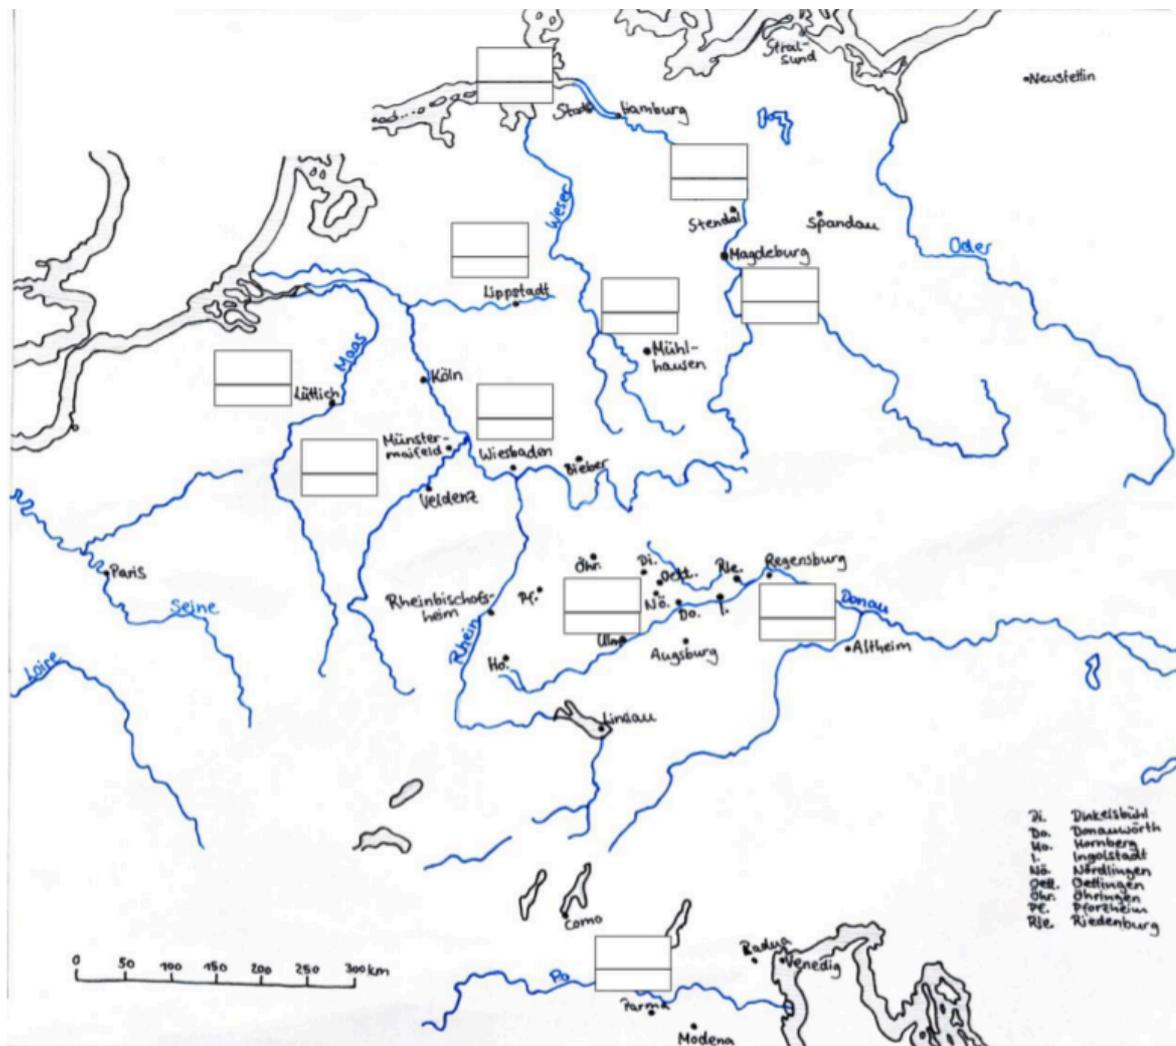 Stral-
sund
Neustettin
Stade
Hamburg
Weser
Stendal
Spandau
Magdeburg
Oder
Lippstadt
Maas
Mühl-
hausen
Köln
Lüttich
Münster-
maifeld
Wiesbaden
Bieber
Veldenz
Paris
Öhr.
Di.
Oett.
Rie.
Regensburg
Seine
Rheinbischofs-
heim
Pf.
Nö.
Do.
I.
Donau
Rhein
Ulm
Augsburg
Altheim
Loire
Ho.
Lindau
Di. Dinkelsbühl
Do. Donauwörth
Ho. Hornberg
I. Ingolstadt
Nö. Nördlingen
Oett. Oettingen
Öhr. Öhringen
Pf. Pforzheim
Rie. Riedenburg
Como
Padua
Venedig
0 50 100 150 200 250 300 km
Po
Parma
Modena